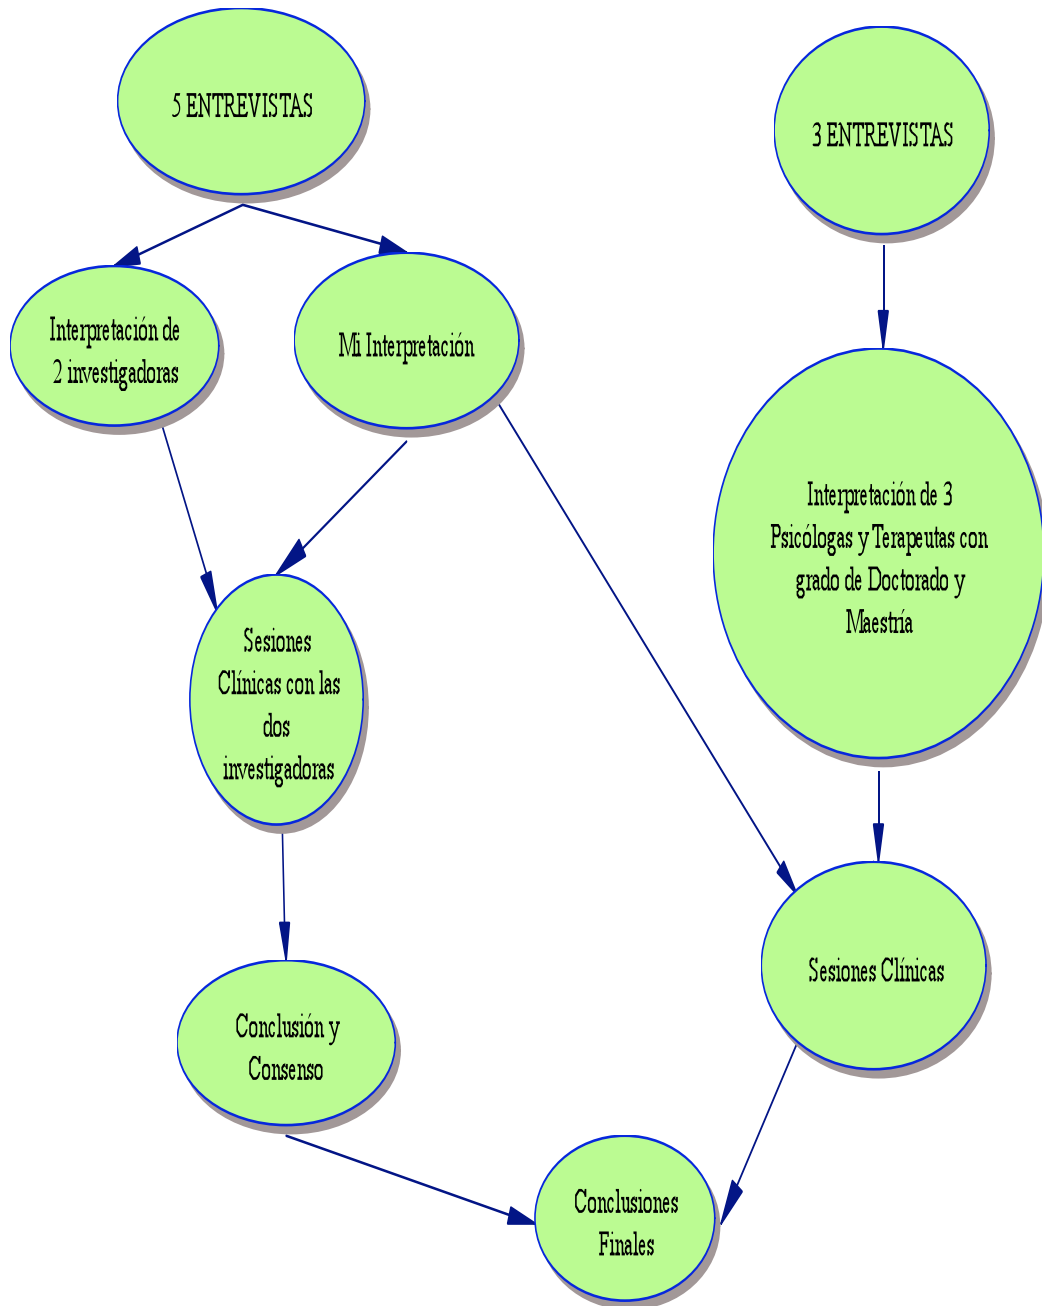 5 ENTREVISTAS
3 ENTREVISTAS
Interpretación de
2 investigadoras
Mi Interpretación
Interpretación de 3
Psicólogas y Terapeutas con
grado de Doctorado y
Maestría
Sesiones
Clínicas con las
dos
investigadoras
Sesiones Clínicas
Conclusión y
Consenso
Conclusiones
Finales